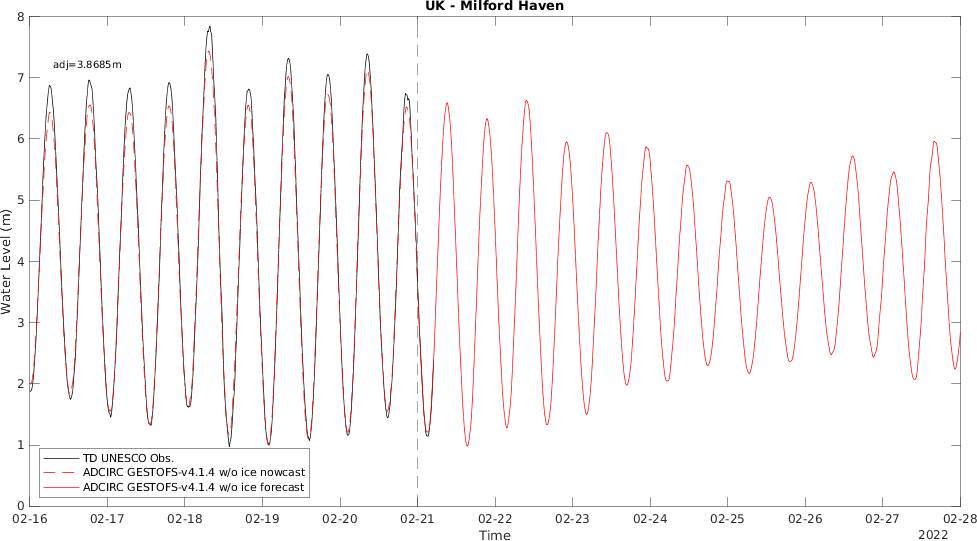 UK - Milford Haven
8
adj=3.8685m
7
6
5
4
3
2
1
0
Water Level (m)
TD UNESCO Obs.
ADCIRC GESTOFS-v4.1.4 w/o ice nowcast
ADCIRC GESTOFS-v4.1.4 w/o ice forecast
02-16 02-17 02-18 02-19 02-20 02-21 02-22 02-23 02-24 02-25 02-26 02-27 02-28
Time
2022